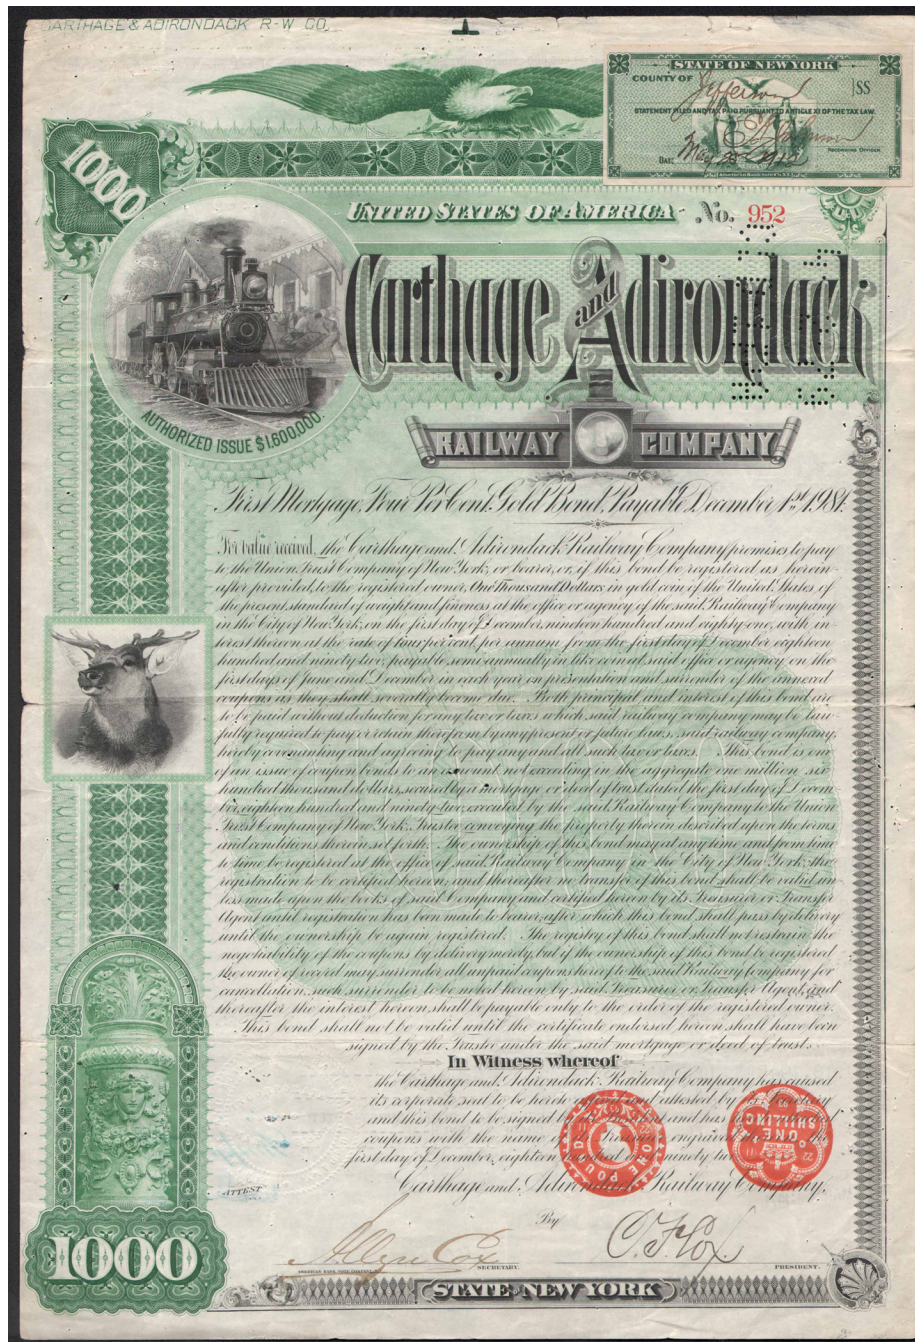 CARTHAGE & ADIRONDACK R-W CO.
STATE OF NEW YORK
COUNTY OF Jefferson SS
STATEMENT FILED AND TAX PAID PURSUANT TO ARTICLE XI OF THE TAX LAW.
RECORDING OFFICER
DATE May
American Bank Note Co. N.Y.
1000
UNITED STATES OF AMERICA No. 952
Carthage and Adirondack
RAILWAY COMPANY
AUTHORIZED ISSUE $1,600,000.
First Mortgage, Four Per Cent. Gold Bond, Payable December 1st, 1981.
For value received, the Carthage and Adirondack Railway Company promises to pay
to the Union Trust Company of New York, or bearer, or, if this bond be registered as herein-
after provided, to the registered owner, One Thousand Dollars in gold coin of the United States of
the present standard of weight and fineness at the office or agency of the said Railway Company
in the City of New York, on the first day of December, nineteen hundred and eighty one, with in-
terest thereon at the rate of four per cent. per annum, from the first day of December eighteen
hundred and ninety two, payable semi-annually in like coin at said office or agency on the
first days of June and December in each year on presentation and surrender of the annexed
coupons as they shall severally become due. Both principal and interest of this bond are
to be paid without deduction for any tax or taxes which said railway company may be law-
fully required to pay or retain therefrom by any present or future laws, said railway company
hereby covenanting and agreeing to pay any and all such tax or taxes. This bond is one
of an issue of coupon bonds to an amount not exceeding in the aggregate one million, six
hundred thousand dollars, secured by a mortgage or deed of trust dated the first day of Decem-
ber, eighteen hundred and ninety two, executed by the said Railway Company to the Union
Trust Company of New York, Trustee, conveying the property therein described upon the terms
and conditions therein set forth. The ownership of this bond may at any time and from time
to time be registered at the office of said Railway Company in the City of New York, the
registration to be certified hereon, and thereafter no transfer of this bond shall be valid un-
less made upon the books of said Company and certified hereon by its Treasurer or Transfer
Agent until registration has been made to bearer, after which this bond shall pass by delivery
until the ownership be again registered. The registry of this bond shall not restrain the
negotiability of the coupons by delivery merely, but if the ownership of this bond be registered
the owner of record may surrender all unpaid coupons hereof to the said Railway Company for
cancellation, such surrender to be noted hereon by said Treasurer or Transfer Agent, and
thereafter the interest hereon shall be payable only to the order of the registered owner.
This bond shall not be valid until the certificate endorsed hereon shall have been
signed by the Trustee under the said mortgage or deed of trust.
In Witness whereof
the Carthage and Adirondack Railway Company has caused
its corporate seal to be hereto attested by
and this bond to be signed and has
coupons with the name of engraved
first day of December, eighteen hundred and ninety two
ONE POUND
ONE SHILLING
22
Carthage and Adirondack Railway Company,
ATTEST
By
Allyn Cox C. F. Cox
AMERICAN BANK NOTE COMPANY, N.Y.
SECRETARY. PRESIDENT.
1000
STATE OF NEW YORK